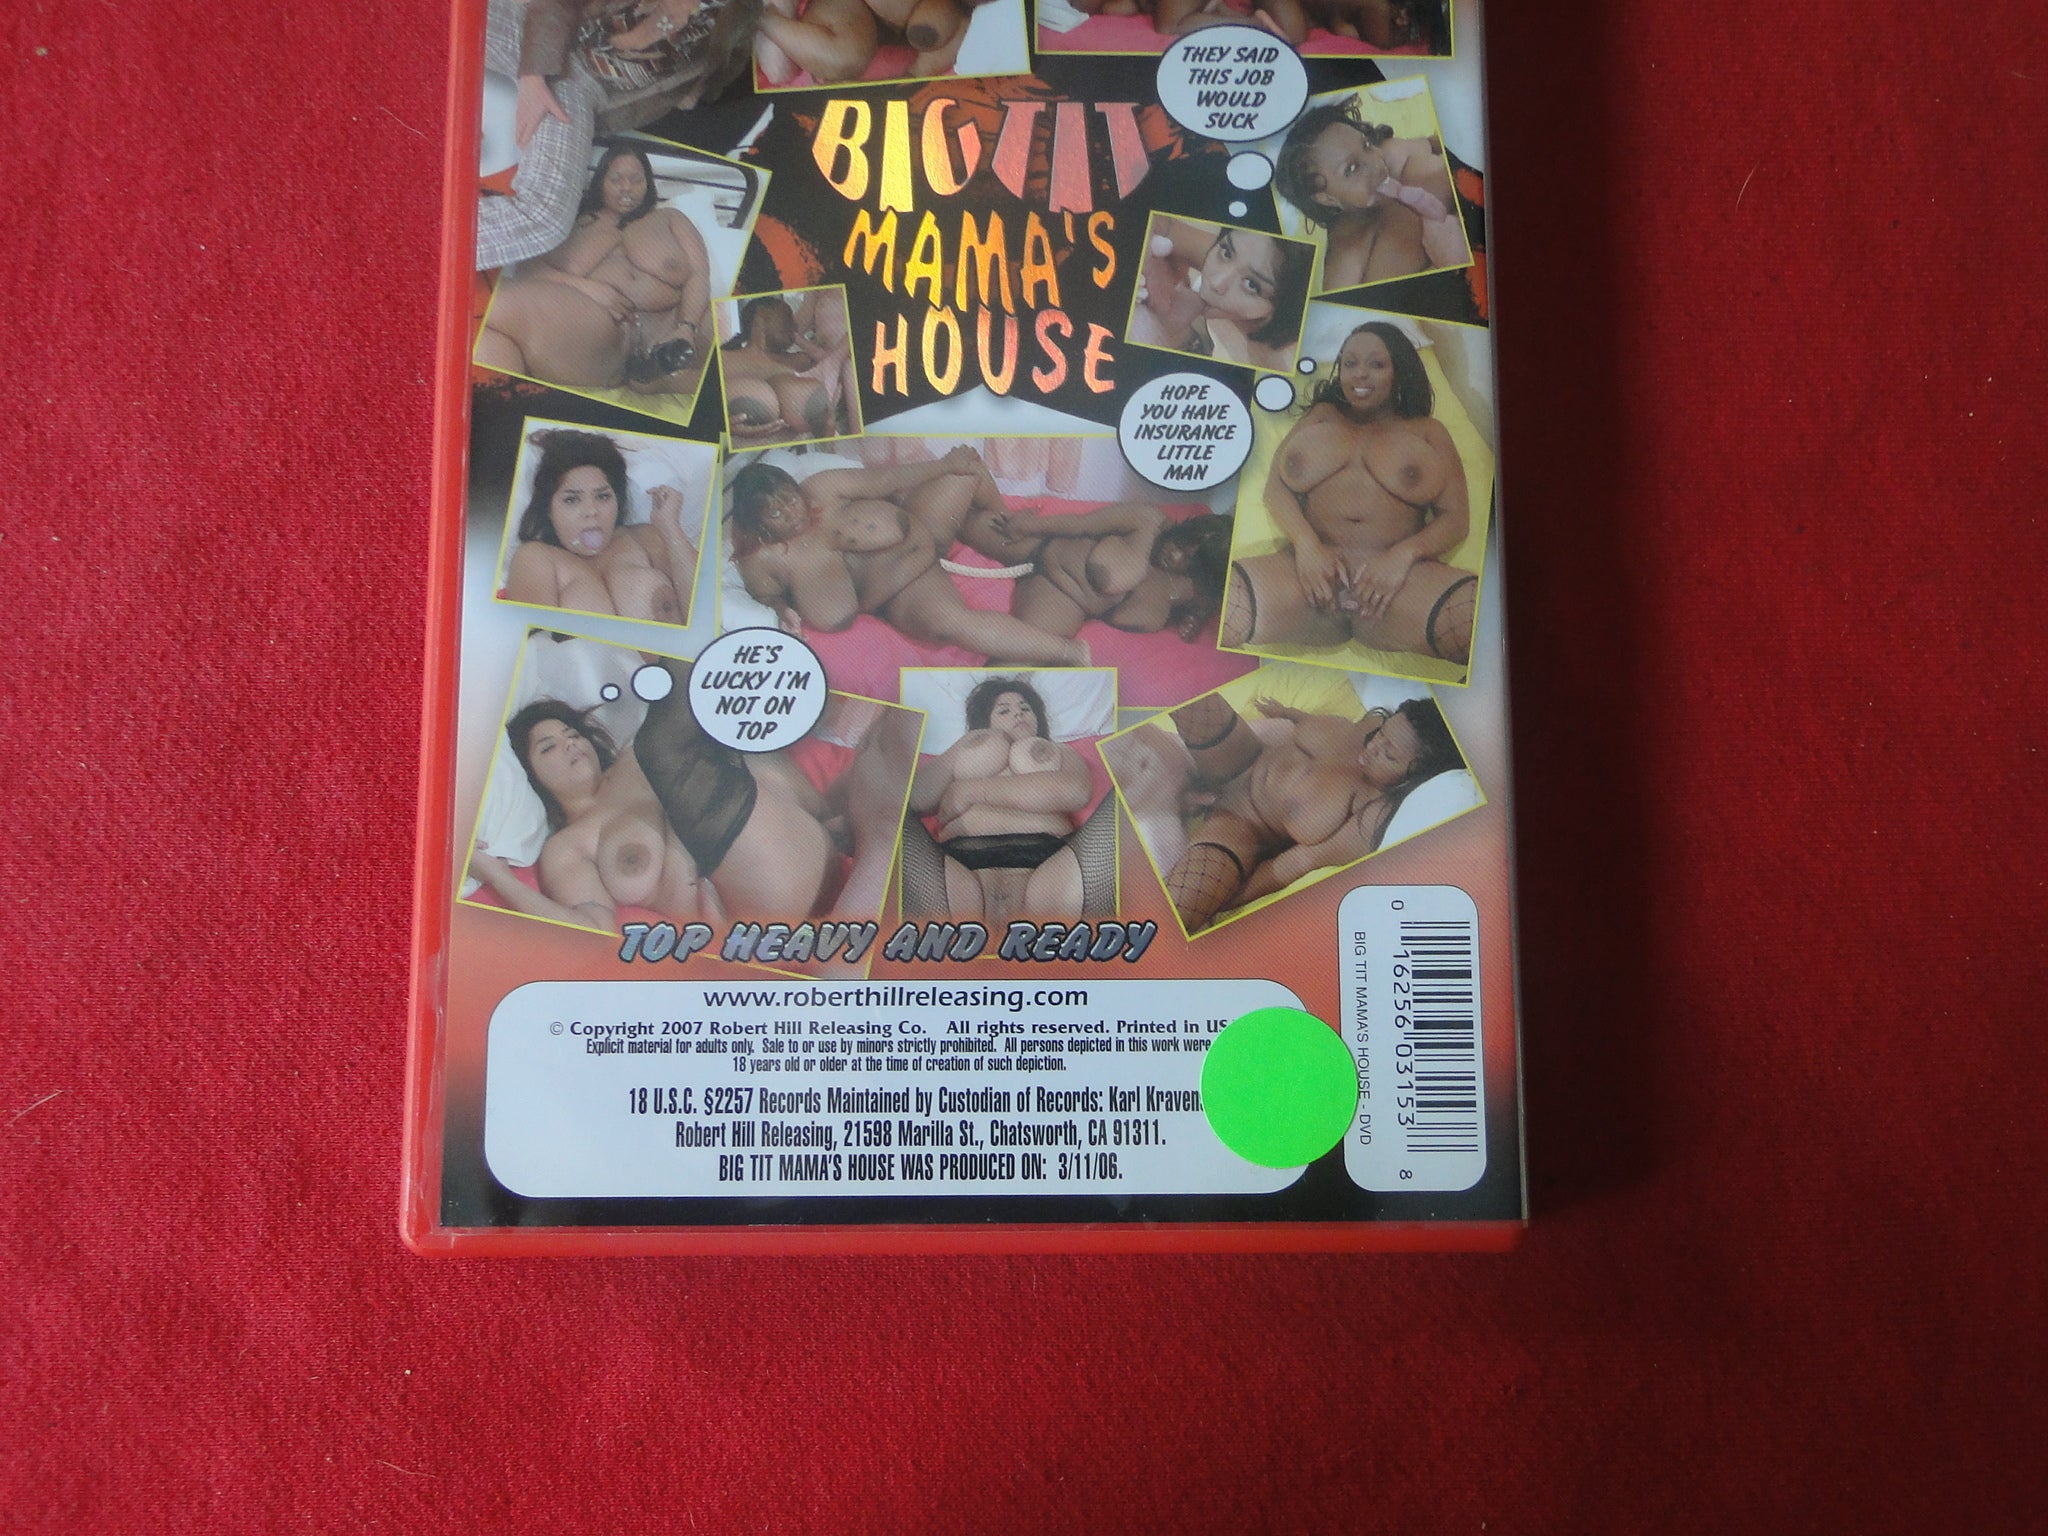 THEY SAID
THIS JOB
WOULD
SUCK
BIG TIT
MAMA'S
HOUSE
HOPE
YOU HAVE
INSURANCE
LITTLE
MAN
HE'S
LUCKY I'M
NOT ON
TOP
TOP HEAVY AND READY
www.roberthillreleasing.com
© Copyright 2007 Robert Hill Releasing Co. All rights reserved. Printed in
Explicit material for adults only. Sale to or use by minors strictly prohibited. All persons depicted in this work were
18 years old or older at the time of creation of such depiction.
18 U.S.C. §2257 Records Maintained by Custodian of Records: Karl
Robert Hill Releasing, 21598 Marilla St., Chatsworth, CA 91311.
BIG TIT MAMA'S HOUSE WAS PRODUCED ON: 3/11/06.
BIG TIT MAMA'S HOUSE - DVD
0 16256 03153 8